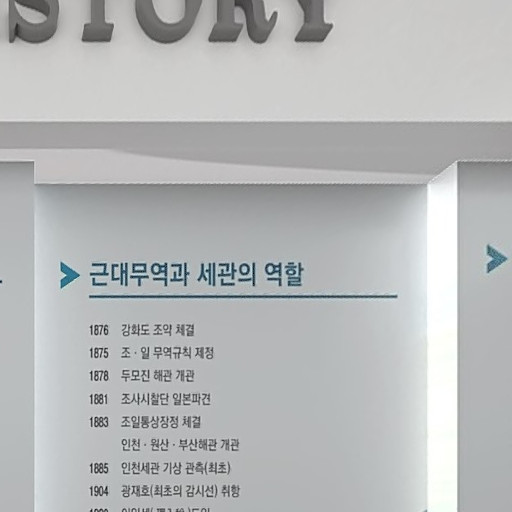 STORY
근대무역과 세관의 역할
1876 강화도 조약 체결
1875 조 · 일 무역규칙 제정
1878 두모진 해관 개관
1881 조사시찰단 일본파견
1883 조일통상장정 체결
인천 · 원산 · 부산해관 개관
1885 인천세관 기상 관측(최초)
1904 광재호(최초의 감시선) 취항